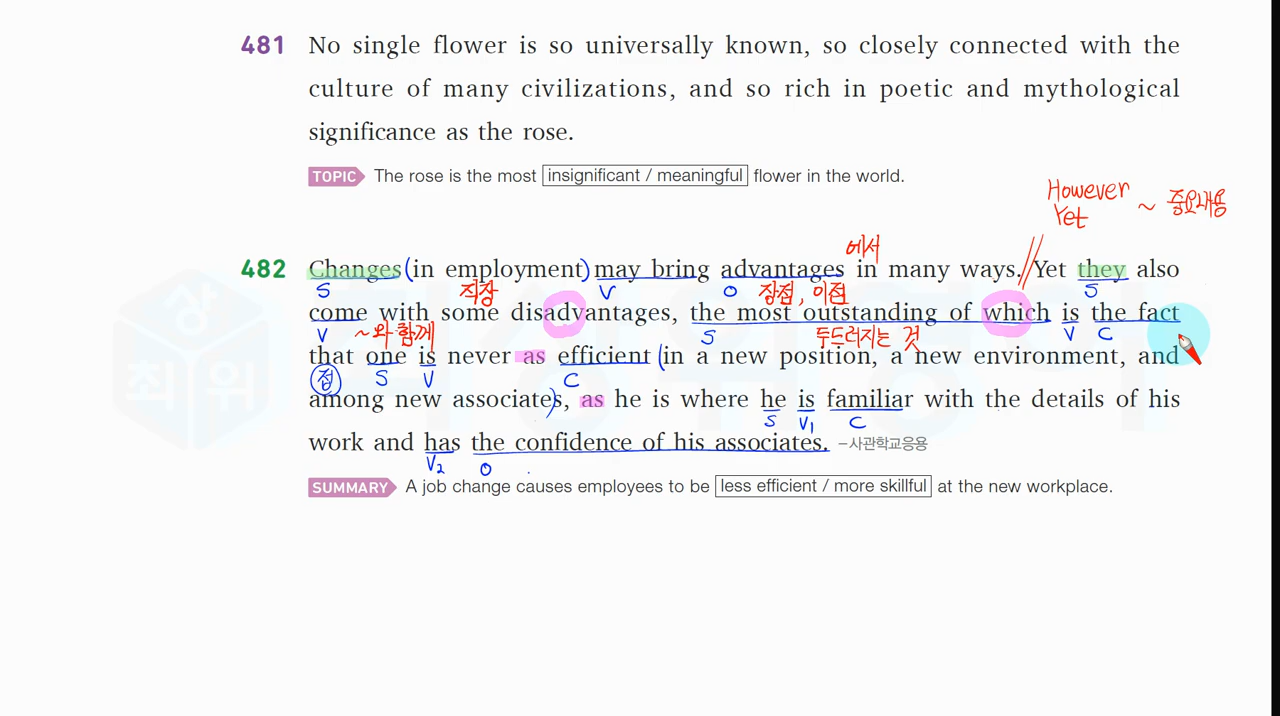 481 No single flower is so universally known, so closely connected with the
culture of many civilizations, and so rich in poetic and mythological
significance as the rose.
TOPIC The rose is the most insignificant / meaningful flower in the world.
However
Yet ~ 중요내용
에서
482 Changes (in employment) may bring advantages in many ways. // Yet they also
S 직장 V O 장점, 이점 S
come with some disadvantages, the most outstanding of which is the fact
V ~와 함께 S 두드러지는 것 V C
that one is never as efficient (in a new position, a new environment, and
접 S V C
among new associates), as he is where he is familiar with the details of his
S V1 C
work and has the confidence of his associates. –사관학교응용
V2 O
SUMMARY A job change causes employees to be less efficient / more skillful at the new workplace.
상
죄 위